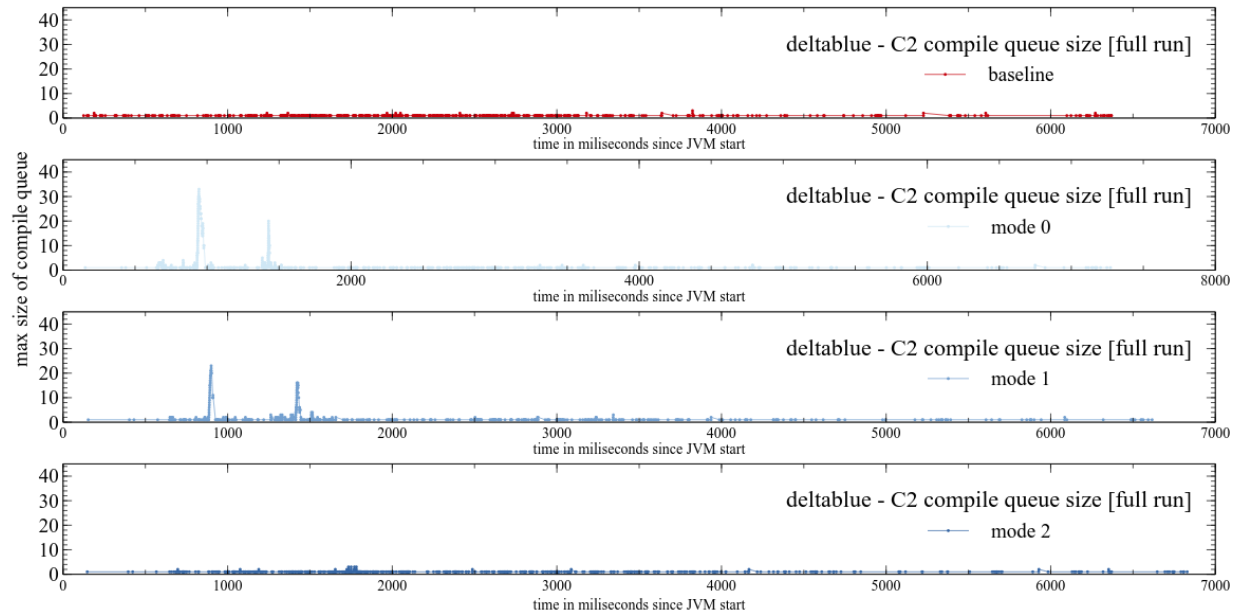 max size of compile queue
40
30
20
10
0
deltablue - C2 compile queue size [full run]
baseline
0 1000 2000 3000 4000 5000 6000 7000
time in miliseconds since JVM start
40
30
20
10
0
deltablue - C2 compile queue size [full run]
mode 0
0 2000 4000 6000 8000
time in miliseconds since JVM start
40
30
20
10
0
deltablue - C2 compile queue size [full run]
mode 1
0 1000 2000 3000 4000 5000 6000 7000
time in miliseconds since JVM start
40
30
20
10
0
deltablue - C2 compile queue size [full run]
mode 2
0 1000 2000 3000 4000 5000 6000 7000
time in miliseconds since JVM start